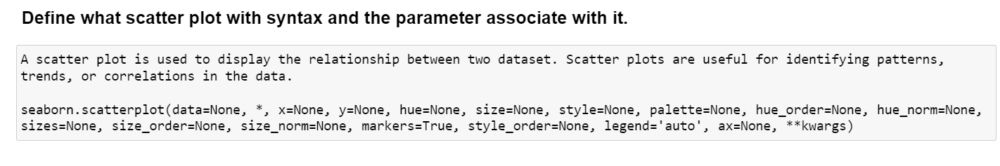 Define what scatter plot with syntax and the parameter associate with it.
A scatter plot is used to display the relationship between two dataset. Scatter plots are useful for identifying patterns,
trends, or correlations in the data.
seaborn.scatterplot(data=None, *, x=None, y=None, hue=None, size=None, style=None, palette=None, hue_order=None, hue_norm=None,
sizes=None, size_order=None, size_norm=None, markers=True, style_order=None, legend='auto', ax=None, **kwargs)